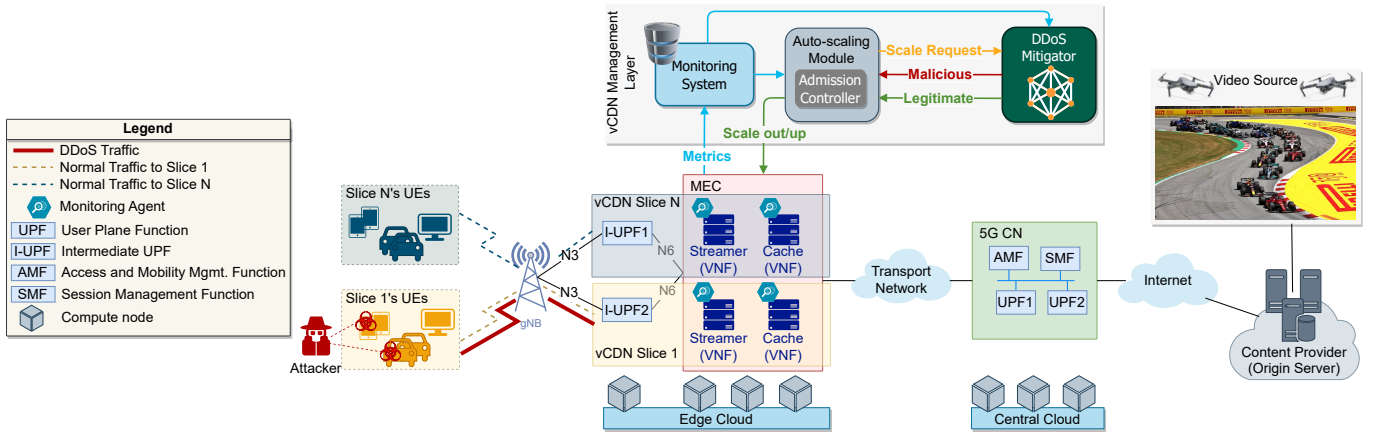 vCDN Management
Layer
Monitoring
System
Auto-scaling
Module
Admission
Controller
Scale Request
Malicious
Legitimate
DDoS
Mitigator
Scale out/up
Metrics
Video Source
Legend
DDoS Traffic
Normal Traffic to Slice 1
Normal Traffic to Slice N
Monitoring Agent
UPF User Plane Function
I-UPF Intermediate UPF
AMF Access and Mobility Mgmt. Function
SMF Session Management Function
Compute node
Slice N's UEs
Slice 1's UEs
Attacker
gNB
N3
N3
MEC
vCDN Slice N
I-UPF1
N6
Streamer
(VNF)
Cache
(VNF)
N6
I-UPF2
Streamer
(VNF)
Cache
(VNF)
vCDN Slice 1
Edge Cloud
Transport
Network
5G CN
AMF
SMF
UPF1
UPF2
Central Cloud
Internet
Content Provider
(Origin Server)